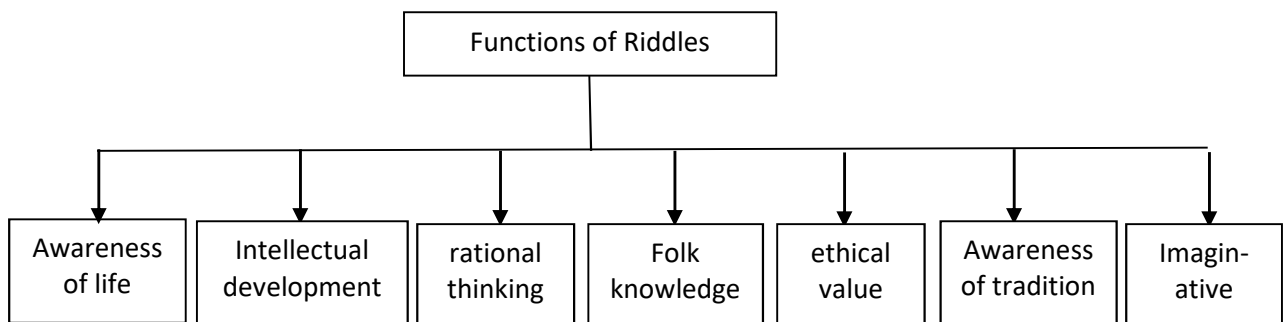 Functions of Riddles
Awareness
of life
Intellectual
development
rational
thinking
Folk
knowledge
ethical
value
Awareness
of tradition
Imagin-
ative